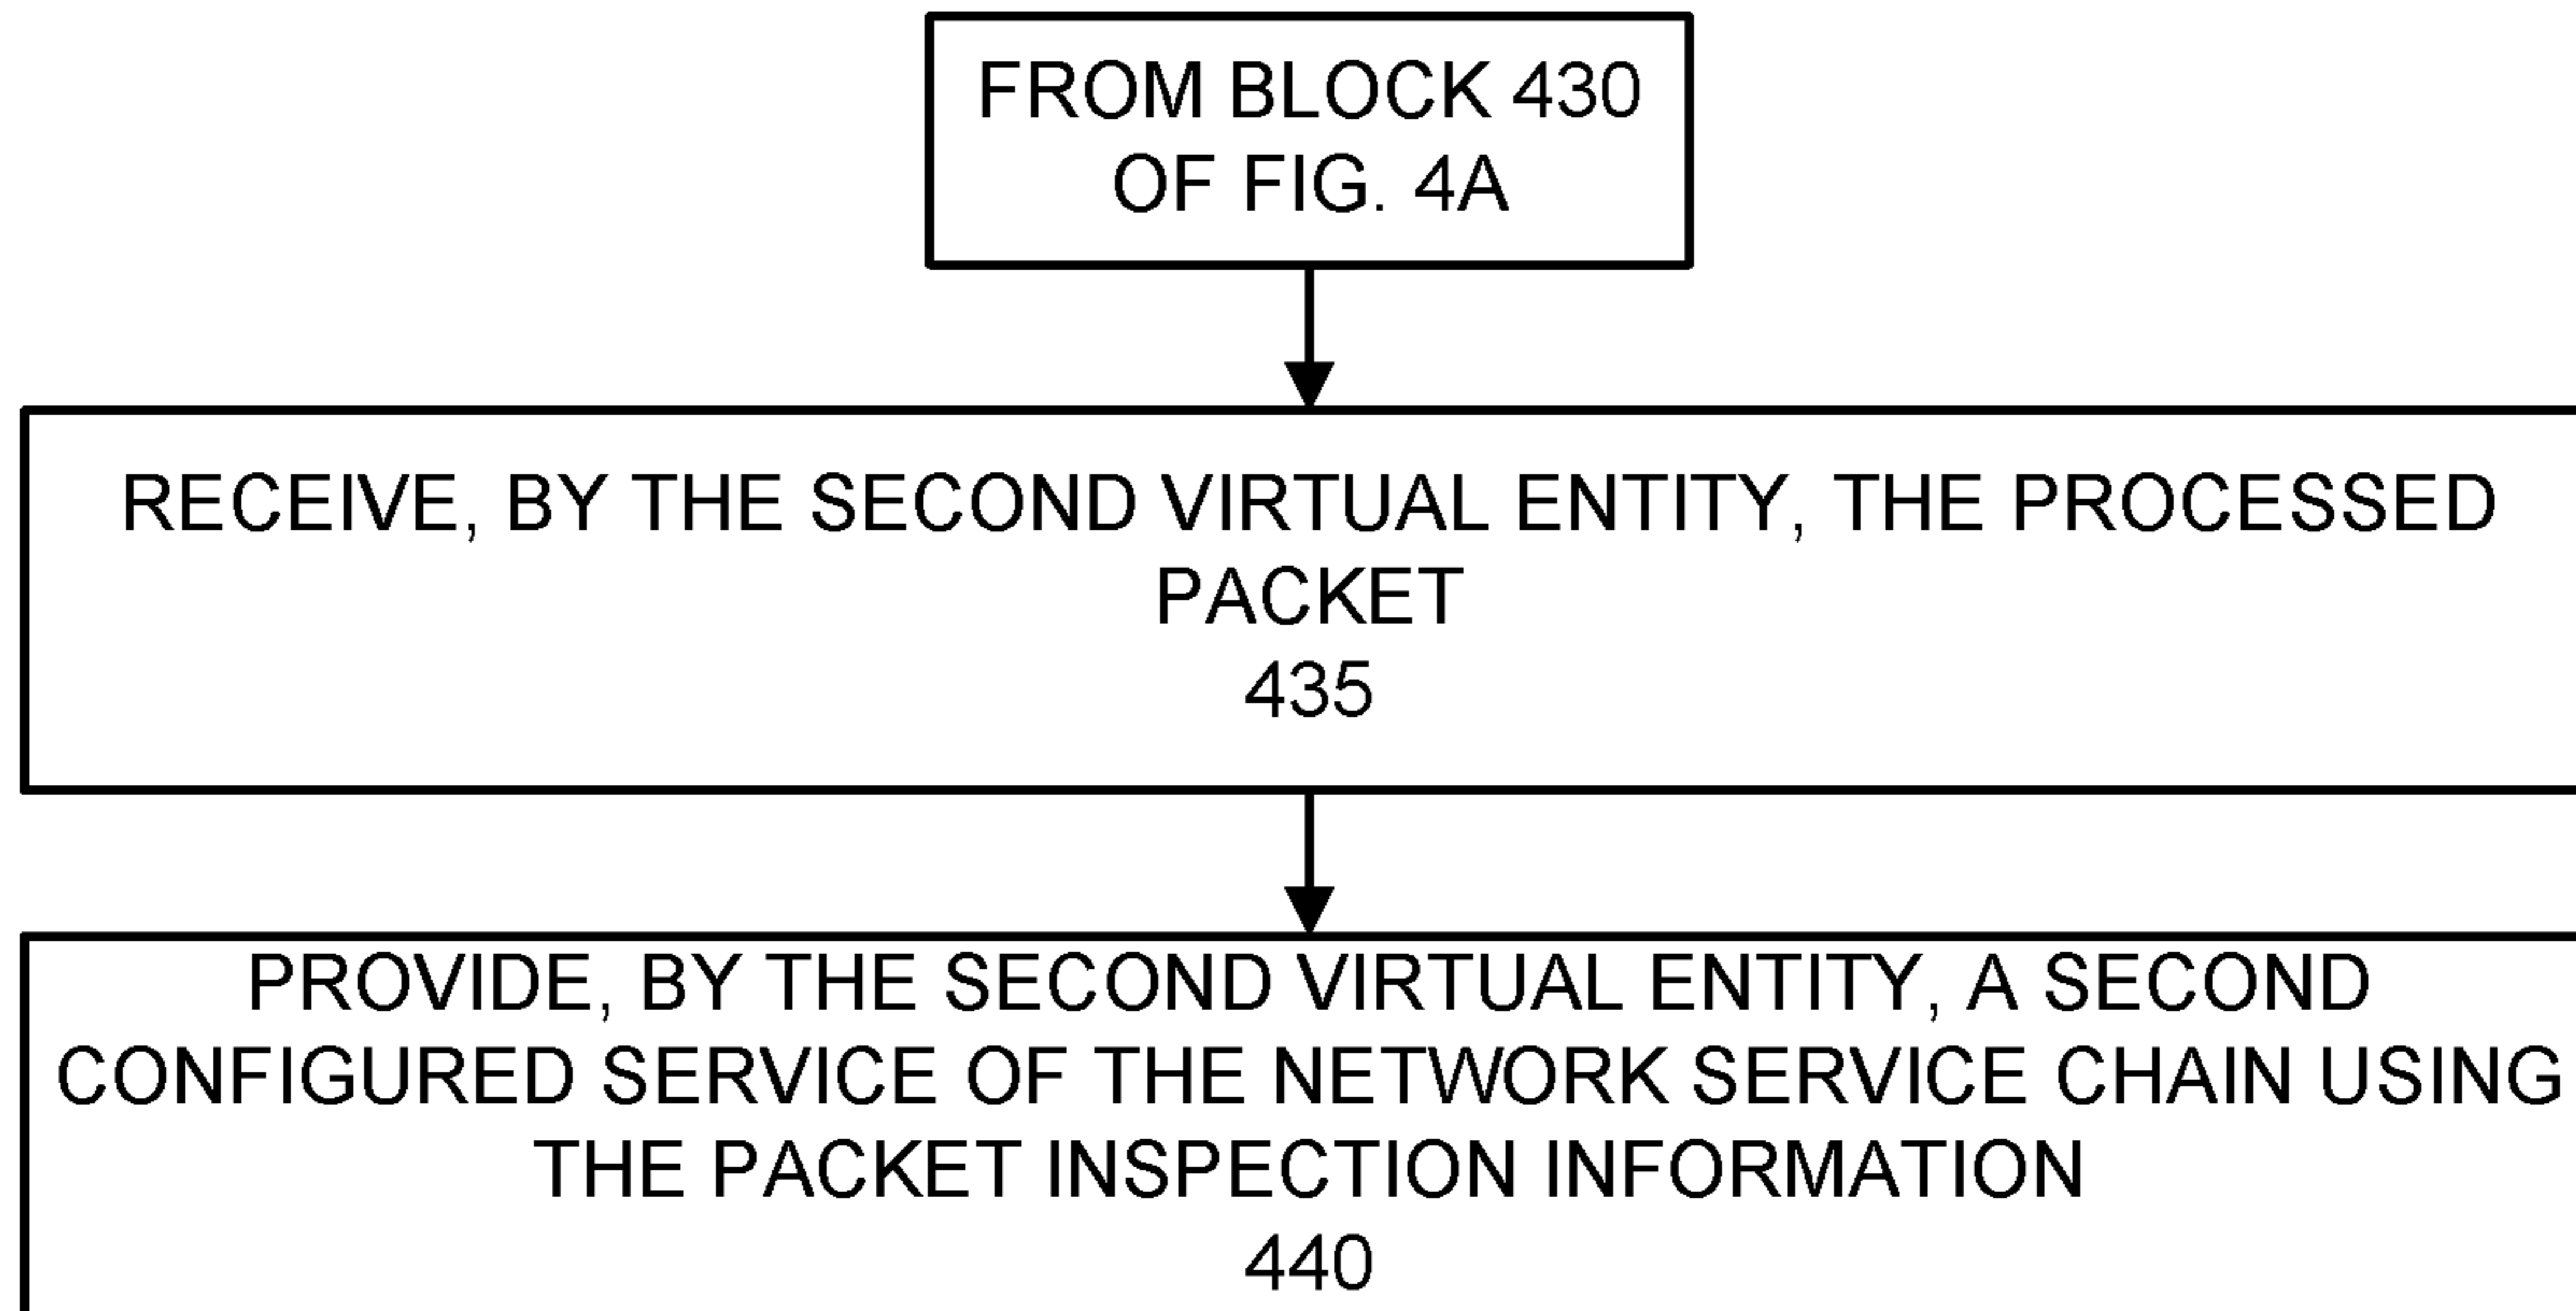 FROM BLOCK 430
OF FIG. 4A
RECEIVE, BY THE SECOND VIRTUAL ENTITY, THE PROCESSED
PACKET
435
PROVIDE, BY THE SECOND VIRTUAL ENTITY, A SECOND
CONFIGURED SERVICE OF THE NETWORK SERVICE CHAIN USING
THE PACKET INSPECTION INFORMATION
440